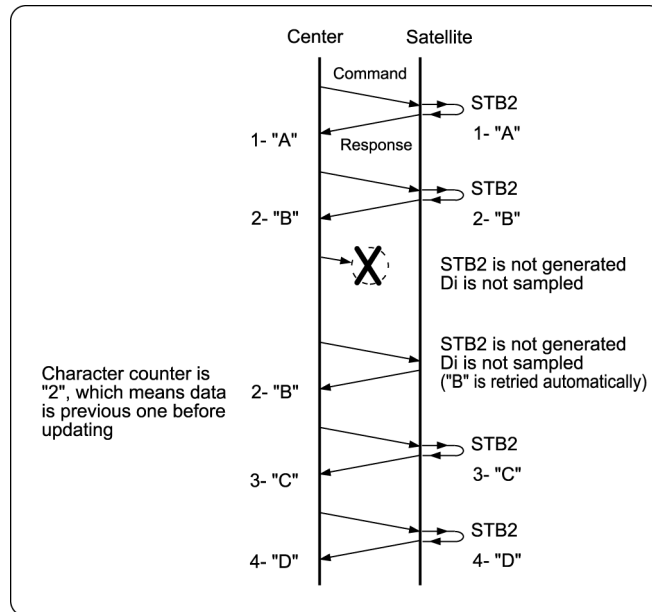 Center
Satellite
Command
STB2
1- "A"
1- "A"
Response
STB2
2- "B"
2- "B"
STB2 is not generated
Di is not sampled
STB2 is not generated
Di is not sampled
("B" is retried automatically)
Character counter is
"2", which means data
is previous one before
updating
2- "B"
STB2
3- "C"
3- "C"
STB2
4- "D"
4- "D"